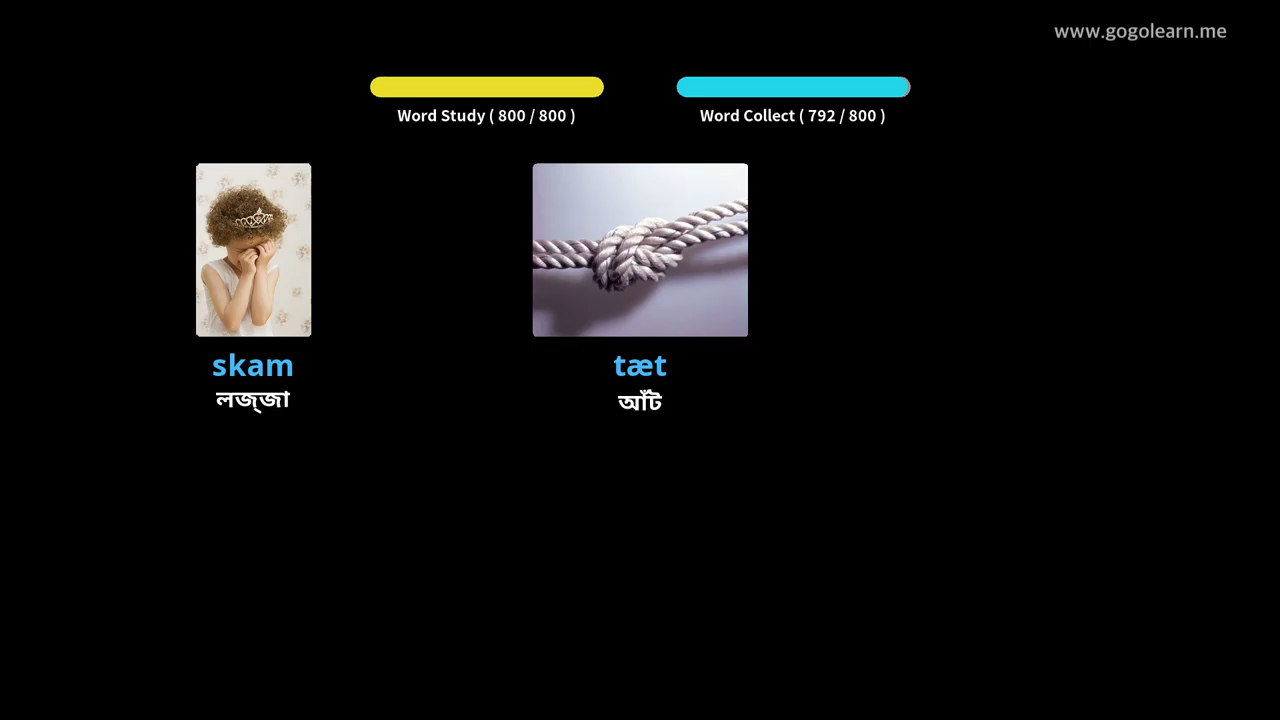 www.gogolearn.me
Word Study ( 800 / 800 )
Word Collect ( 792 / 800 )
skam
লজ্জা
tæt
আঁট